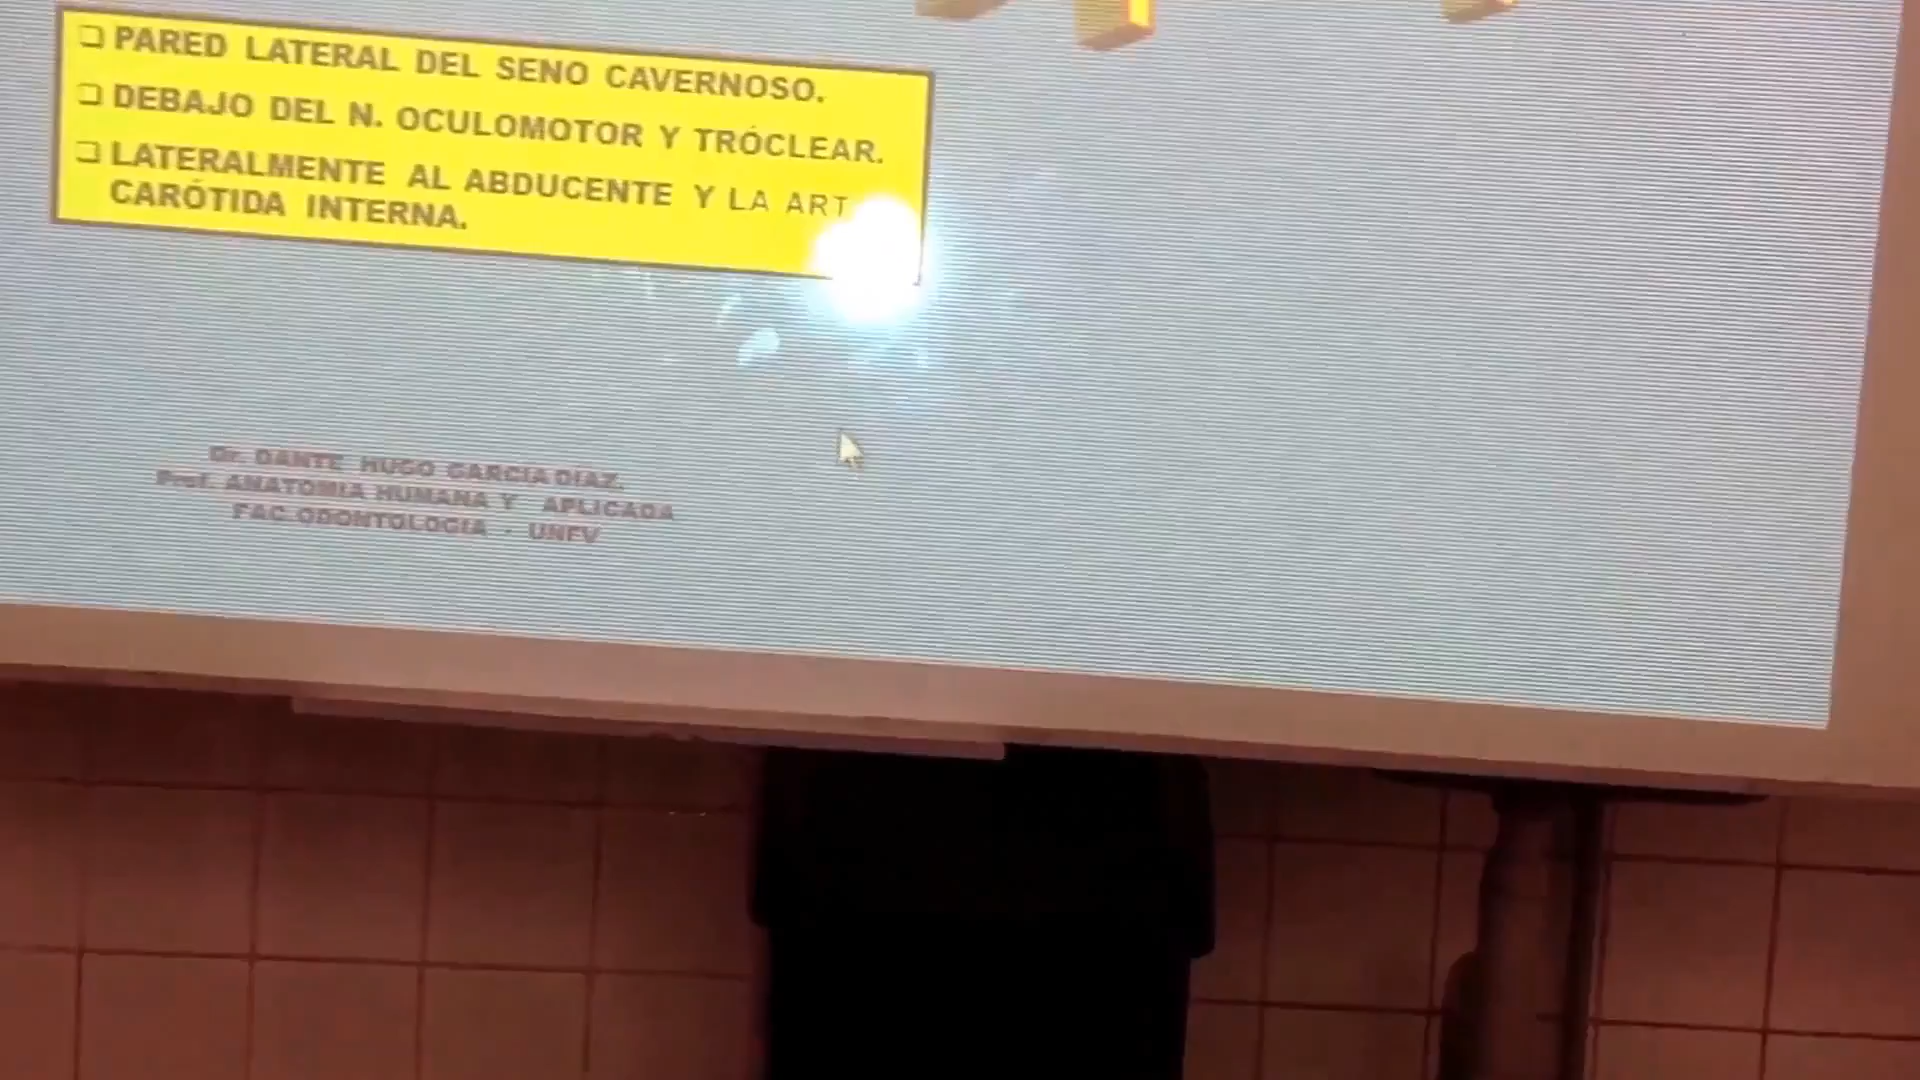 ❑ PARED LATERAL DEL SENO CAVERNOSO.
❑ DEBAJO DEL N. OCULOMOTOR Y TRÓCLEAR.
❑ LATERALMENTE AL ABDUCENTE Y LA ART
CARÓTIDA INTERNA.
Dr. DANTE HUGO GARCIA DIAZ.
Prof. ANATOMIA HUMANA Y APLICADA
FAC.ODONTOLOGIA - UNFV